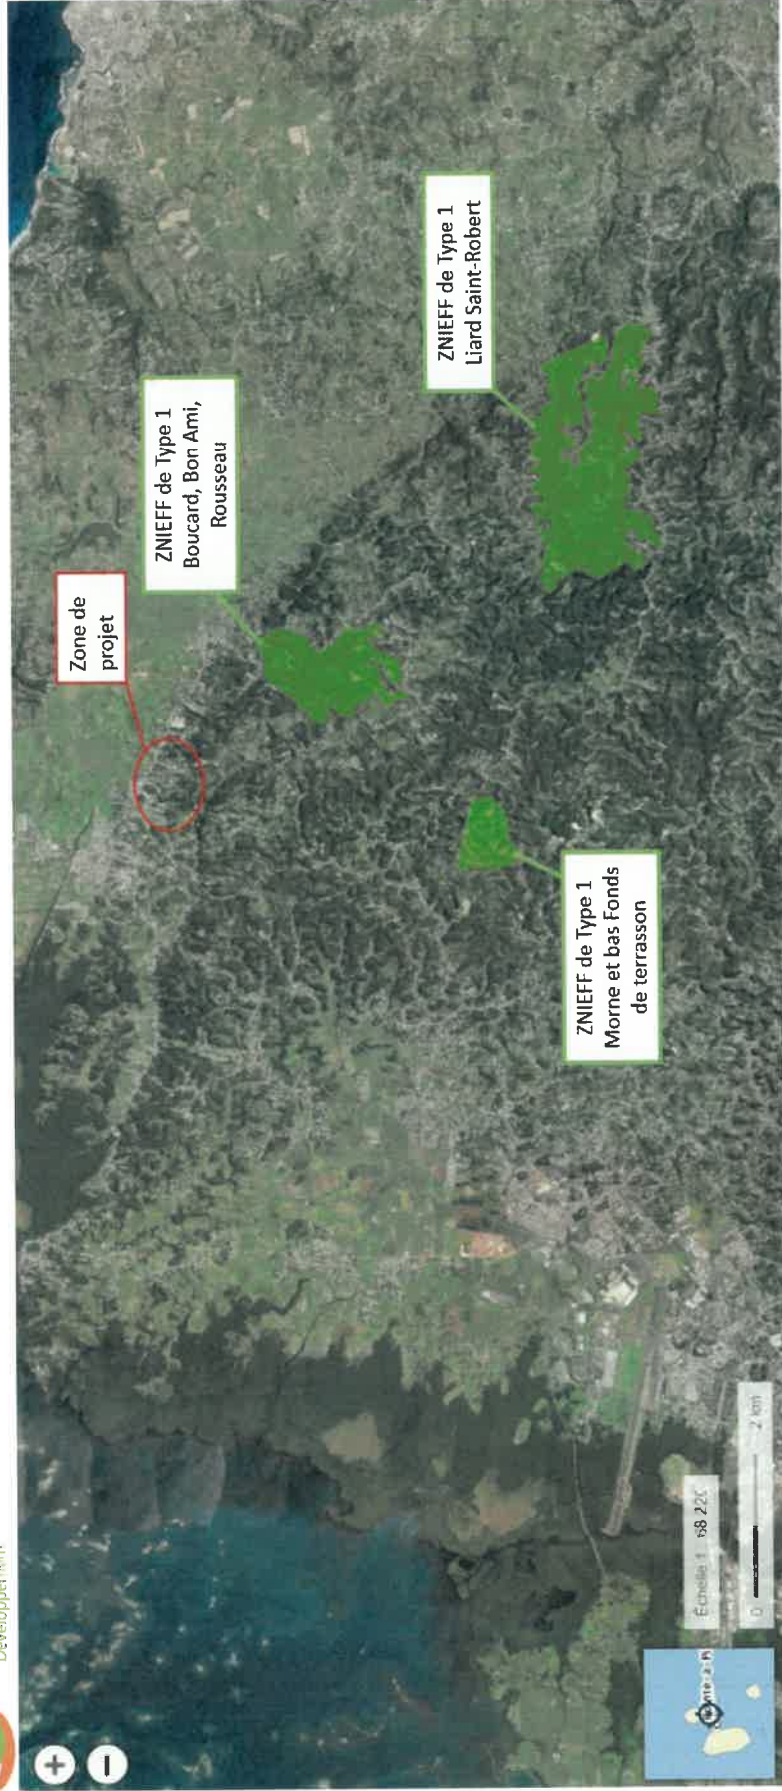 Zone de
projet
ZNIEFF de Type 1
Boucard, Bon Ami,
Rousseau
ZNIEFF de Type 1
Liard Saint-Robert
ZNIEFF de Type 1
Morne et bas Fonds
de terrasson
0
2 km
+
−